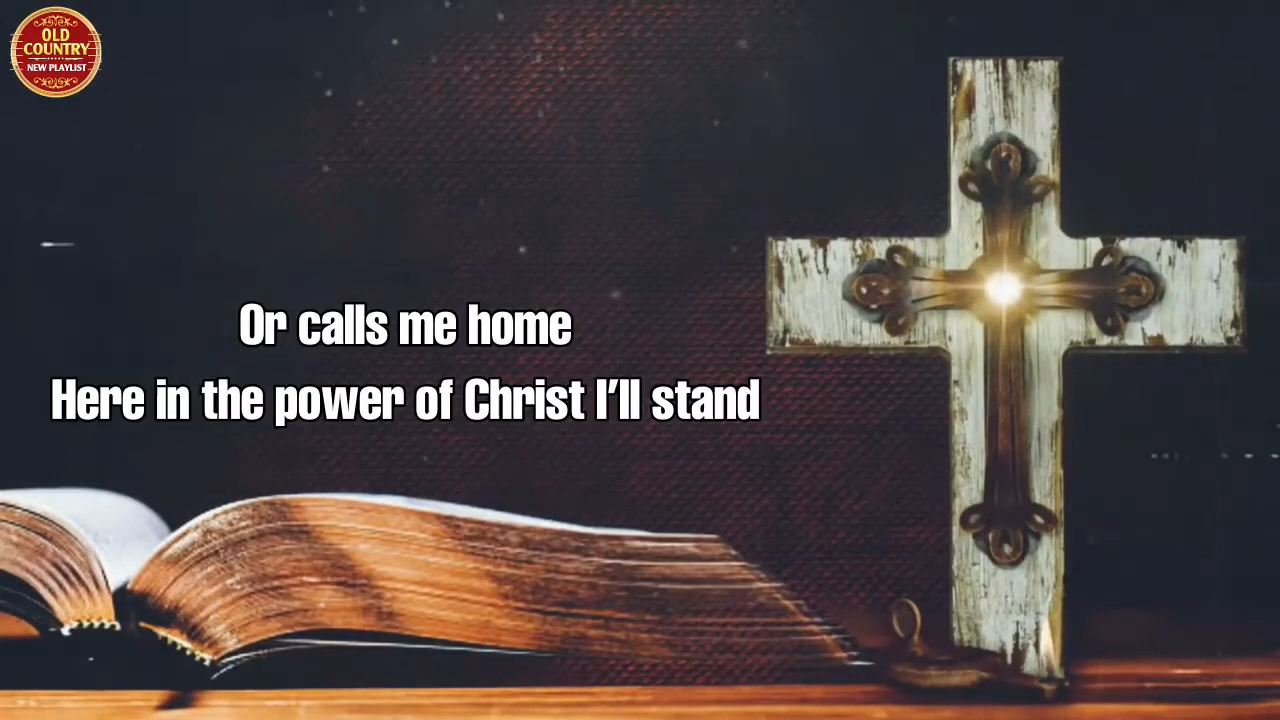 OLD
COUNTRY
NEW PLAYLIST
Or calls me home
Here in the power of Christ I'll stand